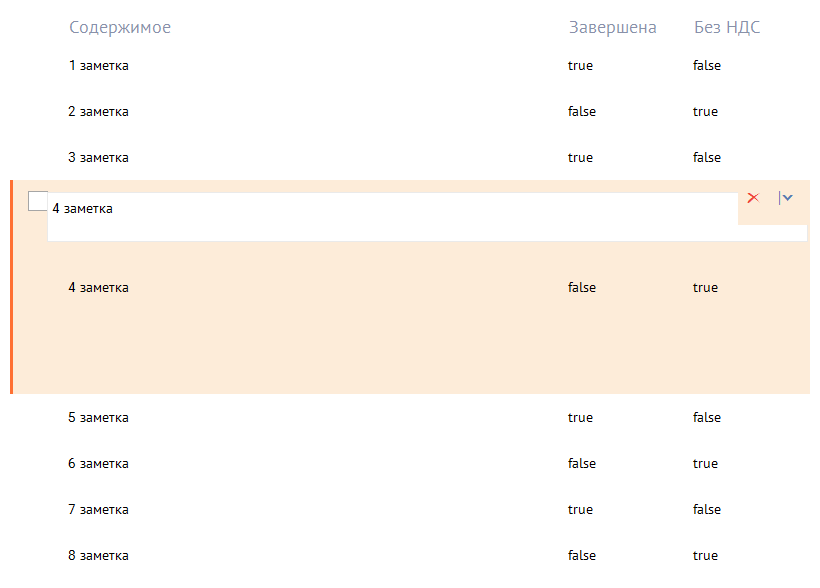 Содержимое Завершена Без НДС
1 заметка true false
2 заметка false true
3 заметка true false
4 заметка
4 заметка false true
5 заметка true false
6 заметка false true
7 заметка true false
8 заметка false true